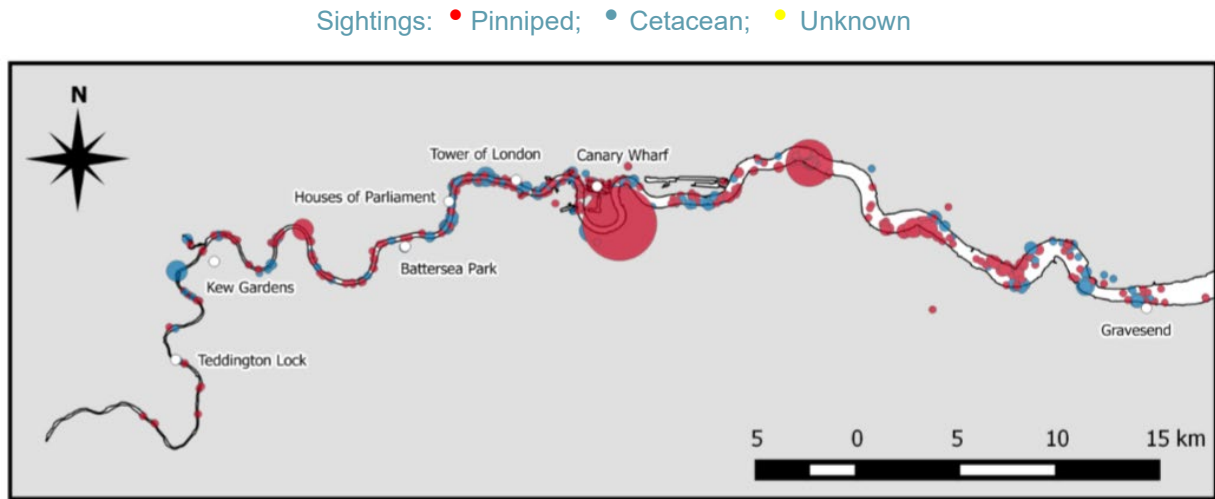 Sightings: Pinniped; Cetacean; Unknown
N
Tower of London
Canary Wharf
Houses of Parliament
Battersea Park
Kew Gardens
Gravesend
Teddington Lock
5 0 5 10 15 km